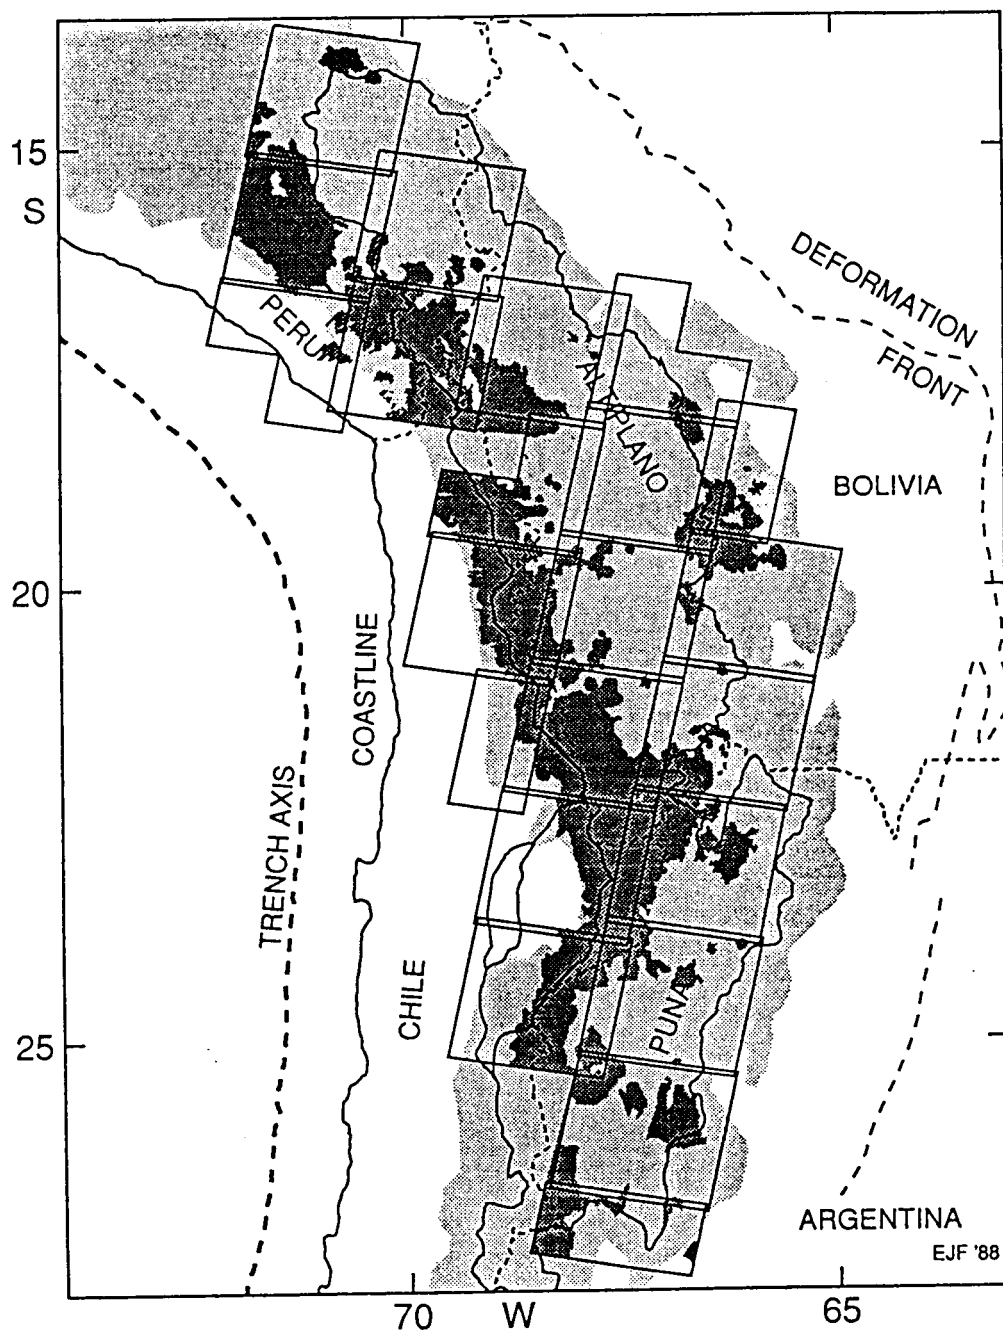 15
S
DEFORMATION
FRONT
PERU
ALTIPLANO
BOLIVIA
20
COASTLINE
TRENCH AXIS
CHILE
PUNA
25
ARGENTINA
EJF '88
70
W
65